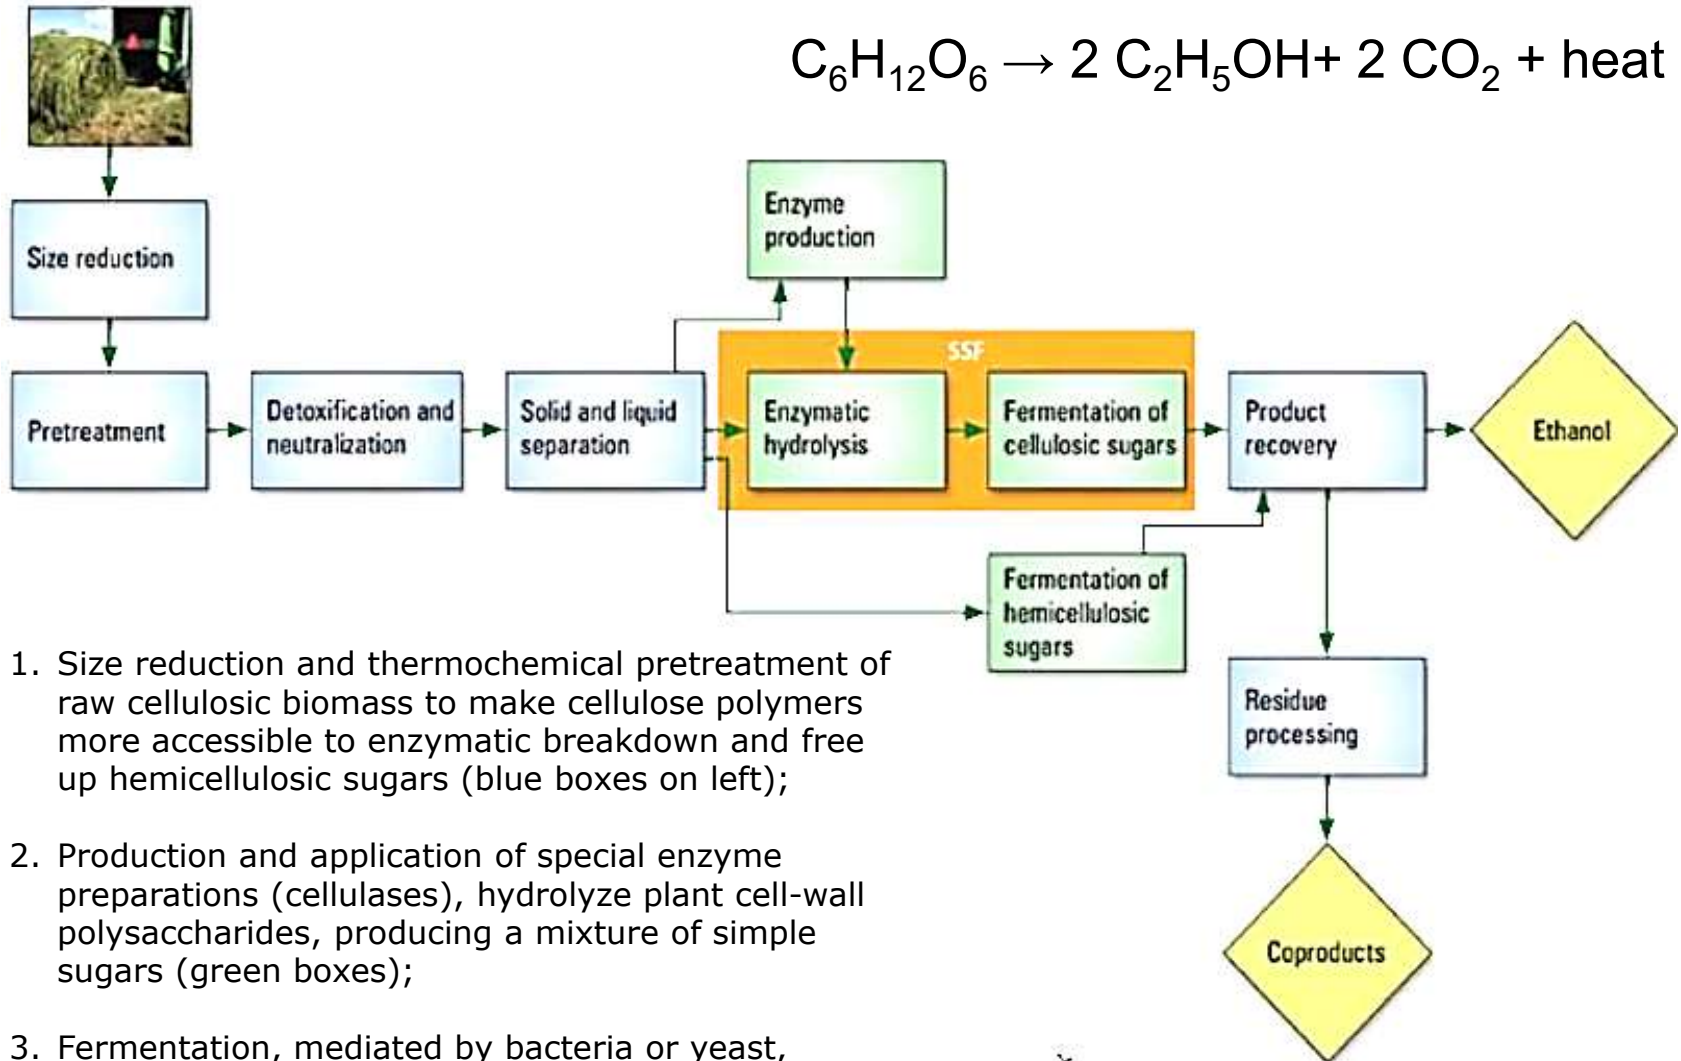 C₆H₁₂O₆ → 2 C₂H₅OH+ 2 CO₂ + heat
Enzyme
production
Size reduction
SSF
Pretreatment
Detoxification and
neutralization
Solid and liquid
separation
Enzymatic
hydrolysis
Fermentation of
cellulosic sugars
Product
recovery
Ethanol
Fermentation of
hemicellulosic
sugars
Residue
processing
Coproducts
1. Size reduction and thermochemical pretreatment of
raw cellulosic biomass to make cellulose polymers
more accessible to enzymatic breakdown and free
up hemicellulosic sugars (blue boxes on left);
2. Production and application of special enzyme
preparations (cellulases), hydrolyze plant cell-wall
polysaccharides, producing a mixture of simple
sugars (green boxes);
3. Fermentation, mediated by bacteria or yeast,